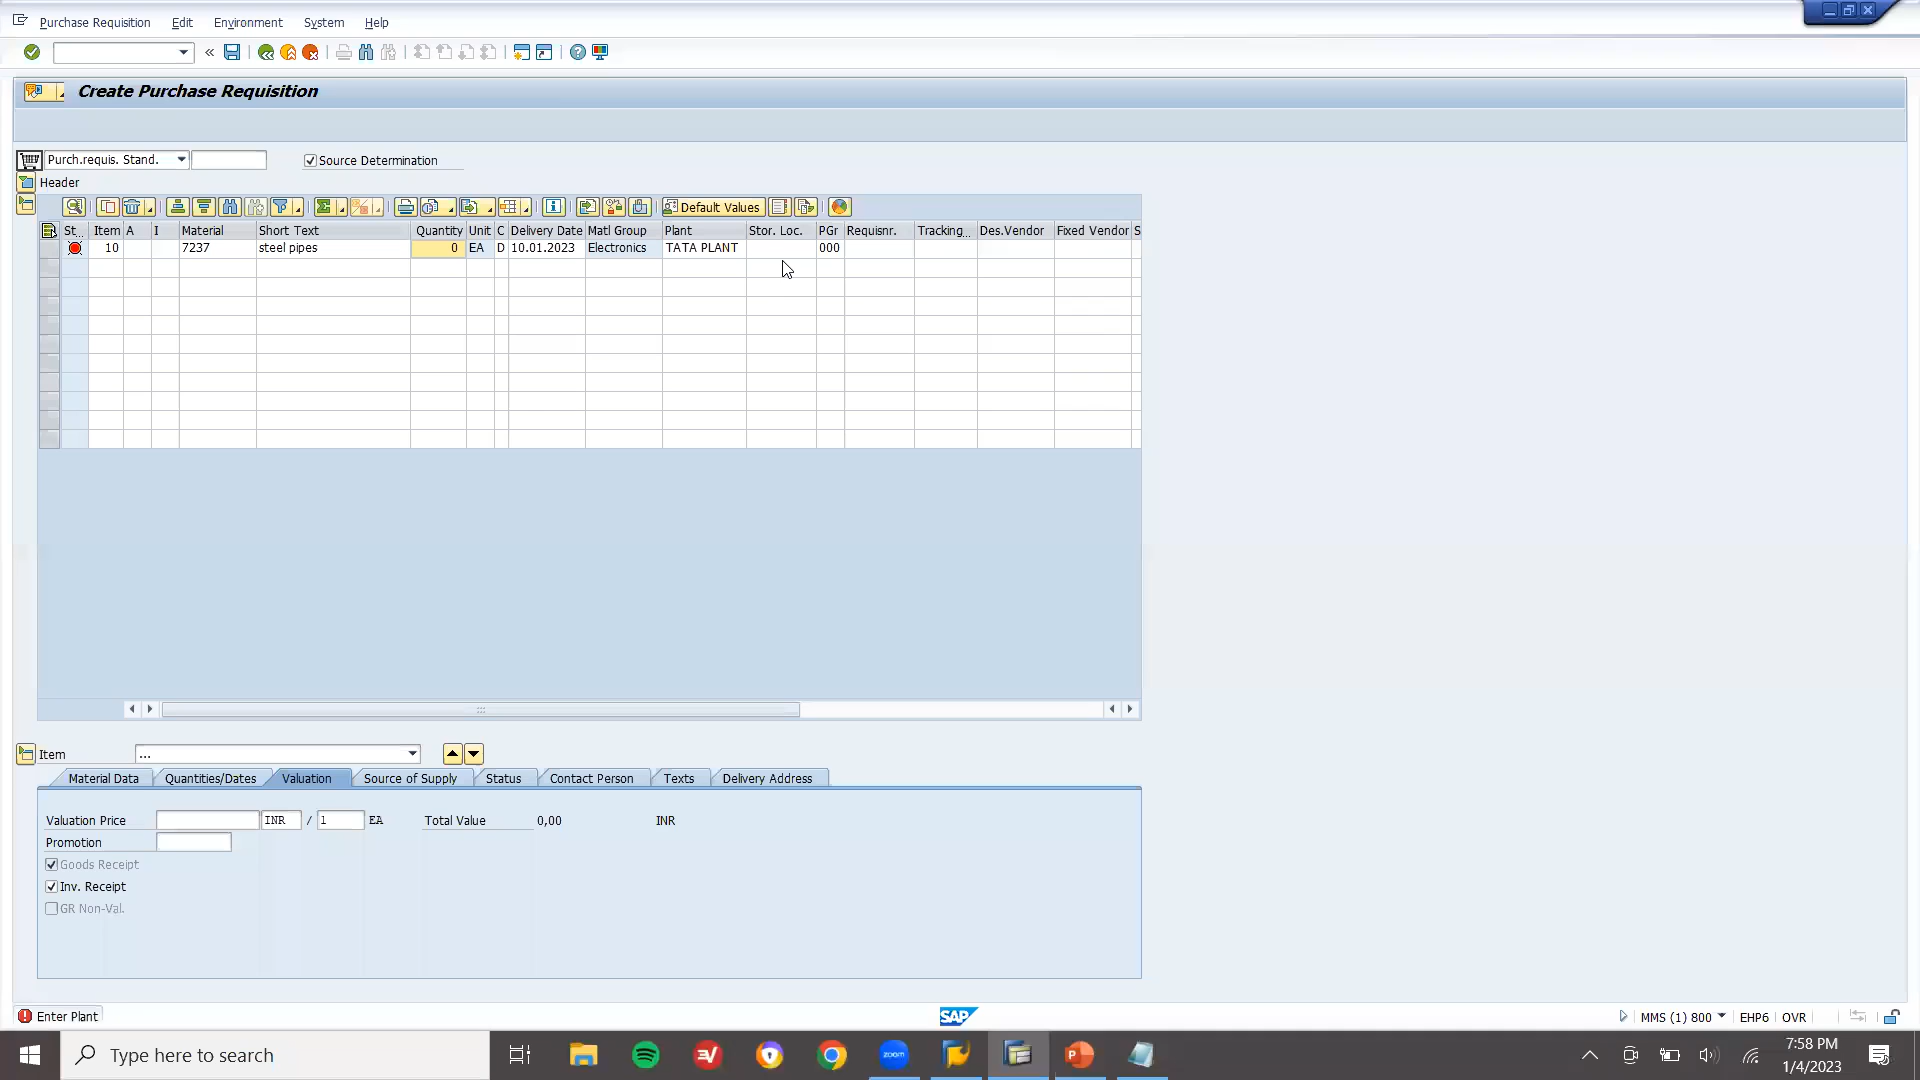 Purchase Requisition Edit Environment System Help
Create Purchase Requisition
Purch.requis. Stand. Source Determination
Header
Default Values
St... Item A I Material Short Text Quantity Unit C Delivery Date Matl Group Plant Stor. Loc. PGr Requisnr. Tracking... Des.Vendor Fixed Vendor S
10 7237 steel pipes 0 EA D 10.01.2023 Electronics TATA PLANT 000
Item ...
Material Data Quantities/Dates Valuation Source of Supply Status Contact Person Texts Delivery Address
Valuation Price INR / 1 EA Total Value 0,00 INR
Promotion
Goods Receipt
Inv. Receipt
GR Non-Val.
Enter Plant SAP MMS (1) 800 EHP6 OVR
Type here to search zoom 7:58 PM
1/4/2023